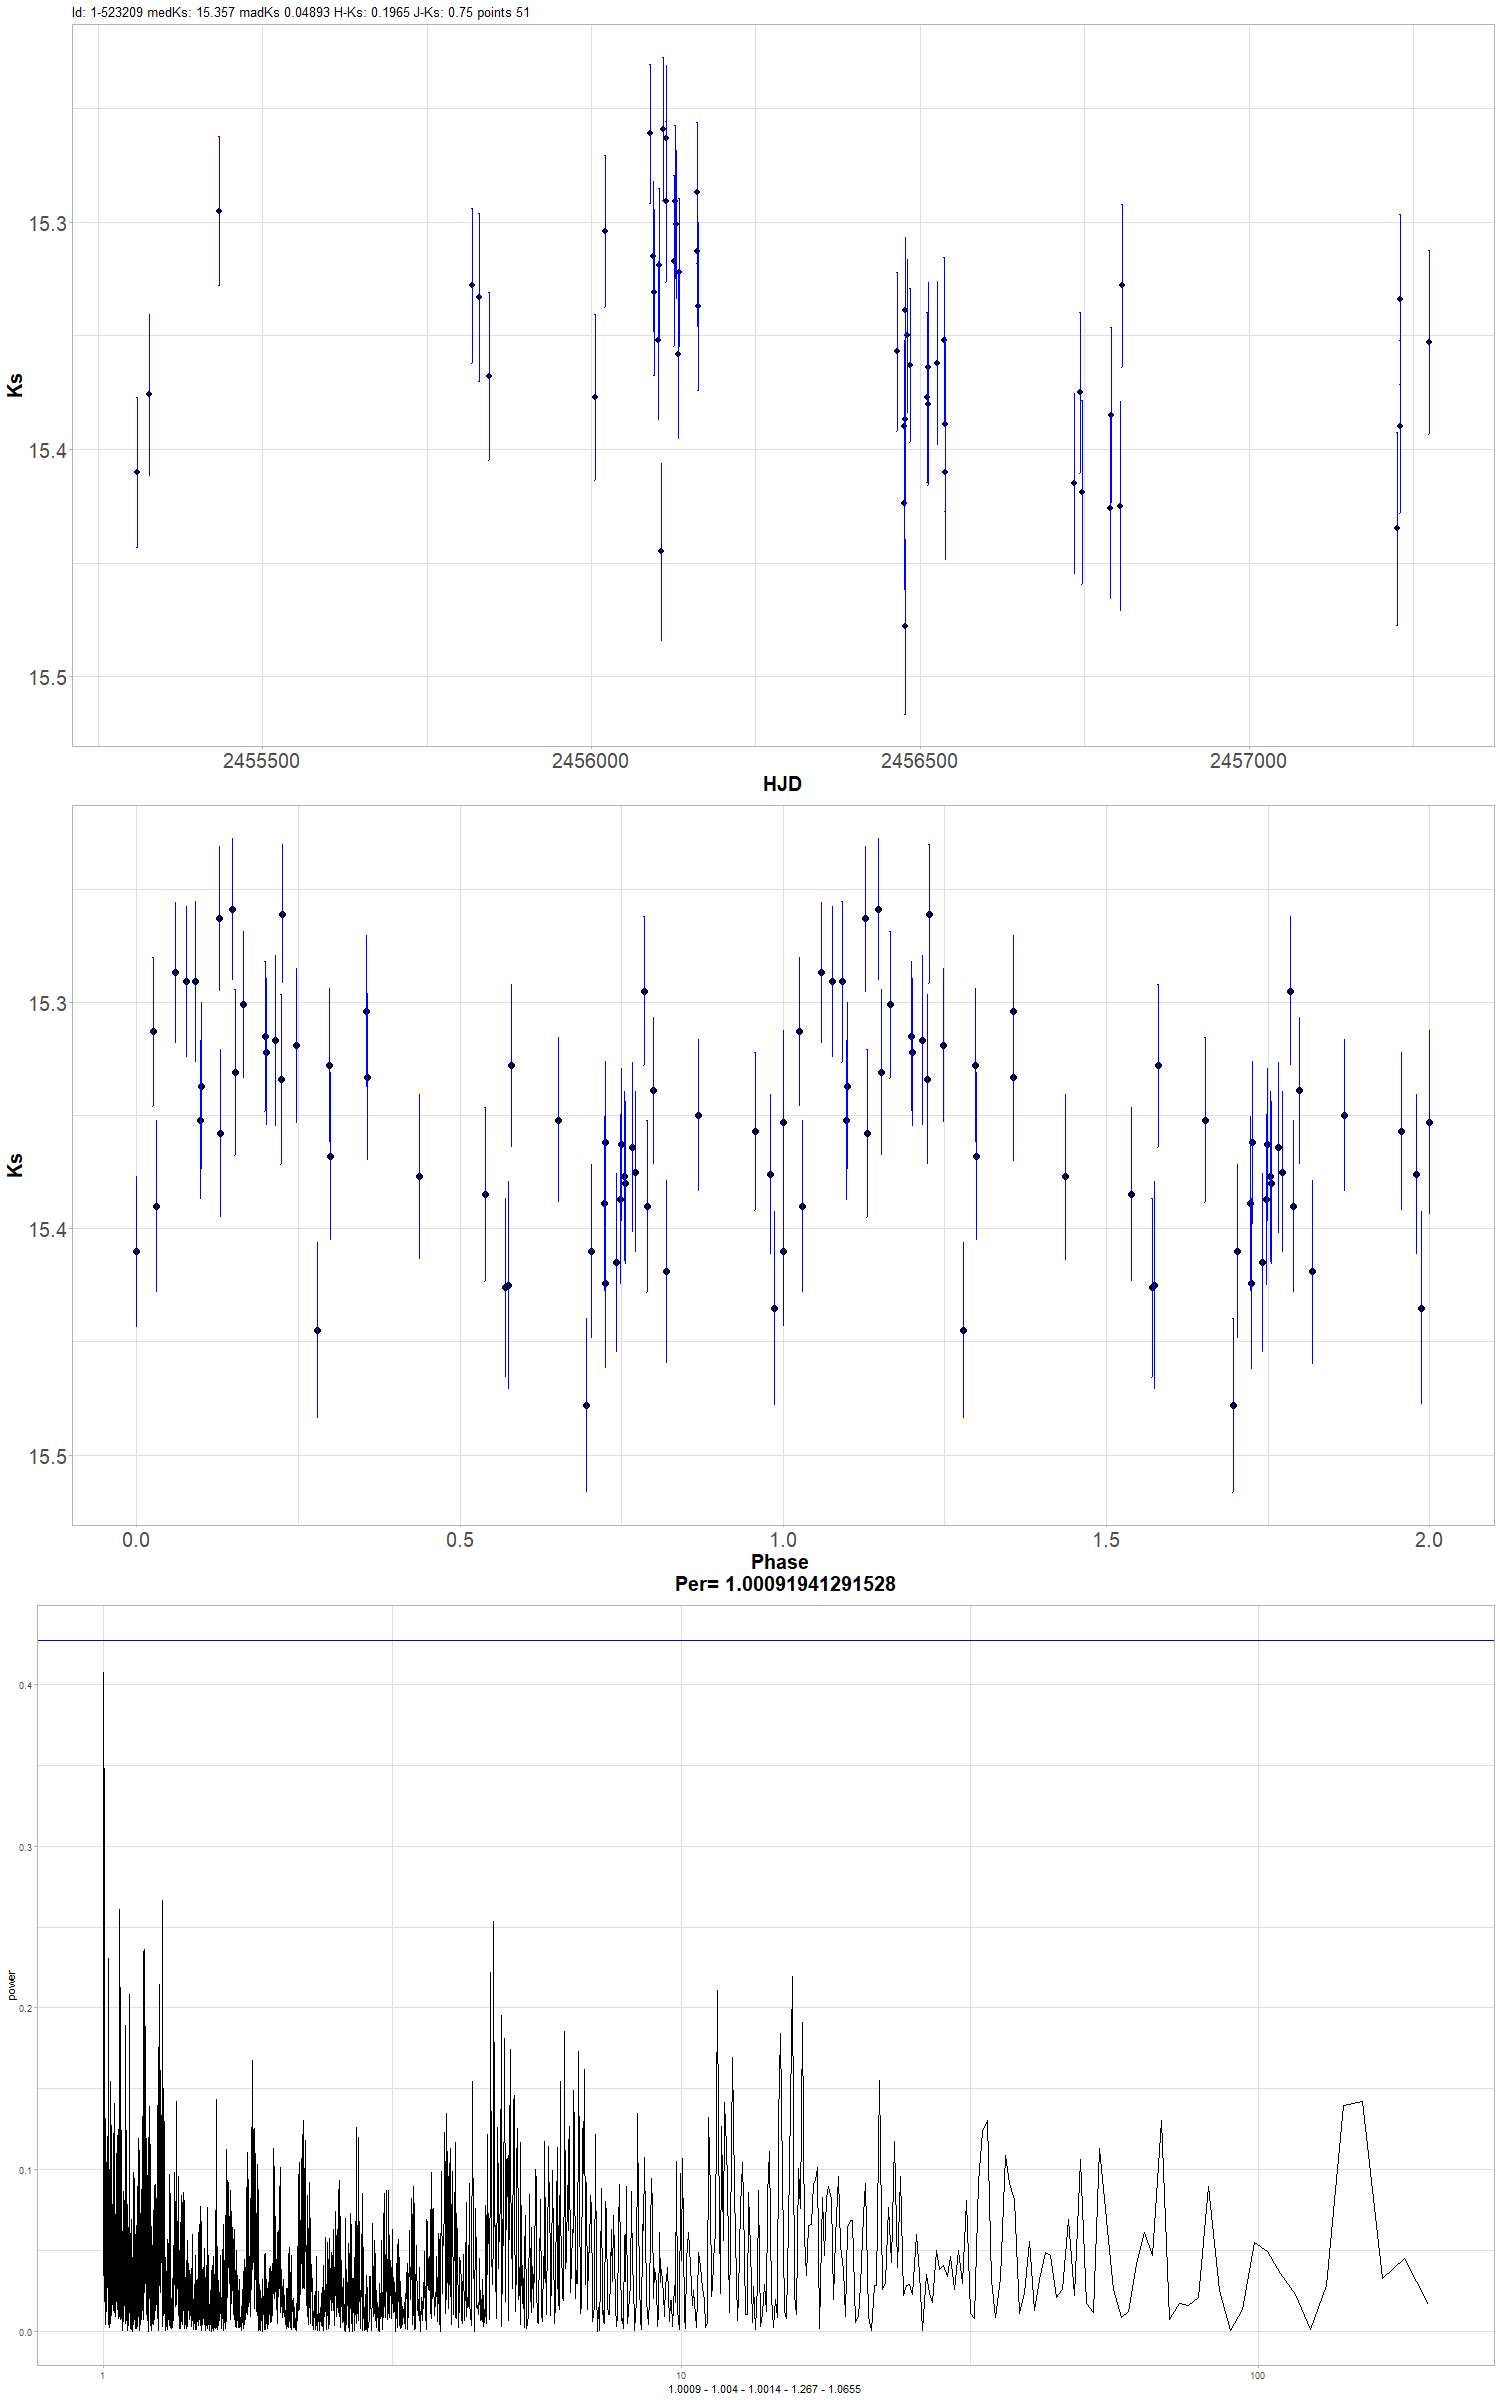 Id: 1-523209 medKs: 15.357 madKs 0.04893 H-Ks: 0.1965 J-Ks: 0.75 points 51
15.3
15.4
15.5
Ks
2455500 2456000 2456500 2457000
HJD
15.3
15.4
15.5
Ks
0.0 0.5 1.0 1.5 2.0
Phase
Per= 1.00091941291528
0.4
0.3
0.2
0.1
0.0
power
1 10 100
1.0009 - 1.004 - 1.0014 - 1.267 - 1.0655